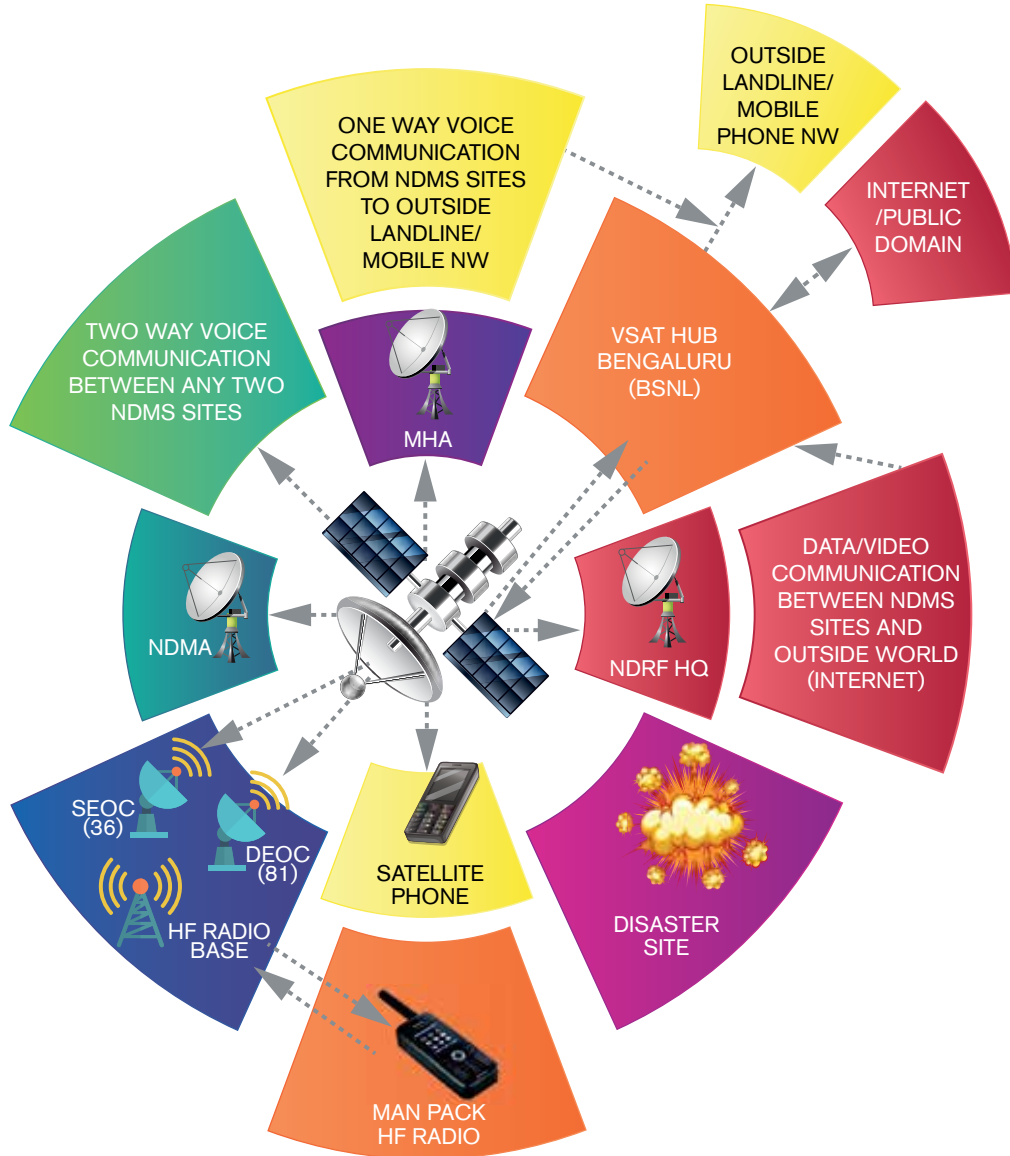 OUTSIDE
LANDLINE/
MOBILE
PHONE NW
ONE WAY VOICE
COMMUNICATION
FROM NDMS SITES
TO OUTSIDE
LANDLINE/
MOBILE NW
INTERNET
/PUBLIC
DOMAIN
TWO WAY VOICE
COMMUNICATION
BETWEEN ANY TWO
NDMS SITES
MHA
VSAT HUB
BENGALURU
(BSNL)
NDMA
NDRF HQ
DATA/VIDEO
COMMUNICATION
BETWEEN NDMS
SITES AND
OUTSIDE WORLD
(INTERNET)
SEOC
(36)
DEOC
(81)
HF RADIO
BASE
SATELLITE
PHONE
DISASTER
SITE
MAN PACK
HF RADIO